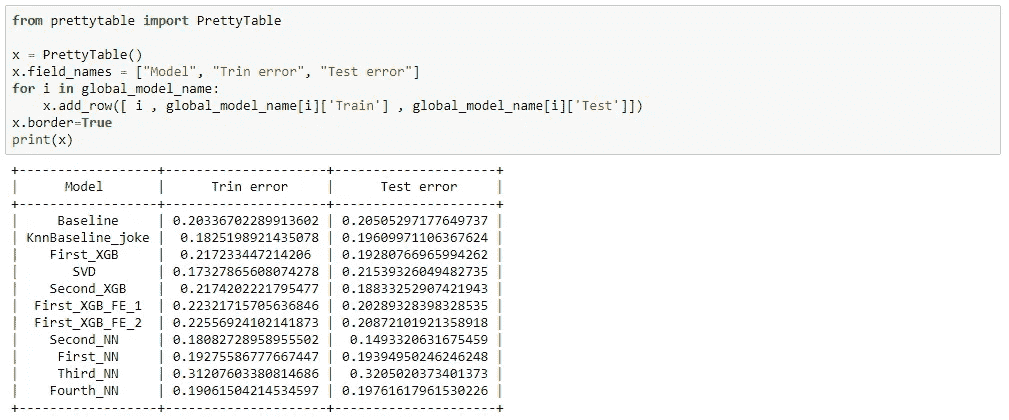 from prettytable import PrettyTable
x = PrettyTable()
x.field_names = ["Model", "Trin error", "Test error"]
for i in global_model_name:
    x.add_row([ i , global_model_name[i]['Train'] , global_model_name[i]['Test']])
x.border=True
print(x)
+-----------------+--------------------+---------------------+
|      Model      |     Trin error     |     Test error      |
+-----------------+--------------------+---------------------+
|     Baseline    | 0.20336702289913602 | 0.20505297177649737 |
| KnnBaseline_joke |  0.1825198921435078 | 0.19609971106367624 |
|    First_XGB    |  0.217233447214206  | 0.19280766965994262 |
|       SVD       | 0.17327865608074278 | 0.21539326049482735 |
|    Second_XGB   |  0.2174202221795477 | 0.18833252907421943 |
|  First_XGB_FE_1 | 0.22321715705636846 | 0.20289328398328535 |
|  First_XGB_FE_2 | 0.22556924102141873 | 0.20872101921358918 |
|    Second_NN    | 0.18082728958955502 |  0.1493320631675459 |
|     First_NN    | 0.19275586777667447 | 0.19394950246246248 |
|     Third_NN    | 0.31207603380814686 |  0.3205020373401373 |
|    Fourth_NN    | 0.19061504214534597 | 0.19761617961530226 |
+-----------------+--------------------+---------------------+